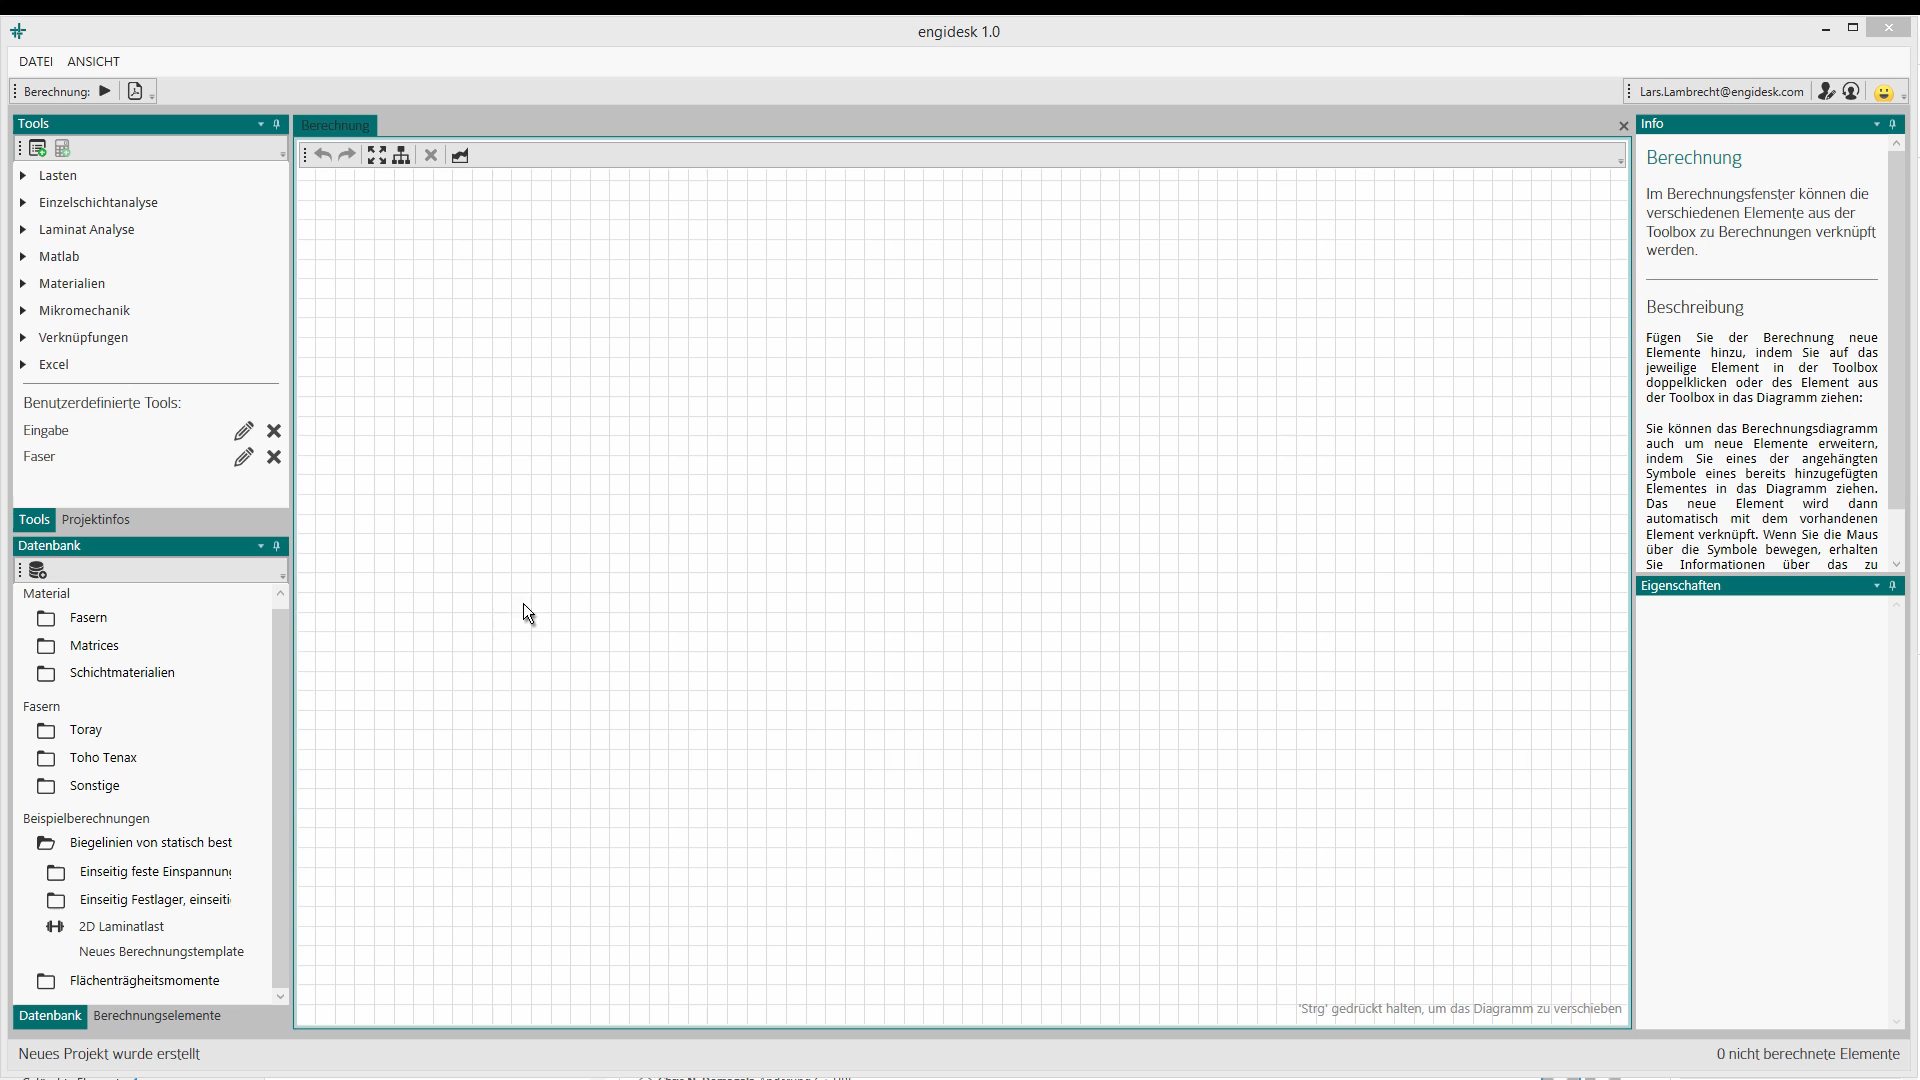 engidesk 1.0
DATEI ANSICHT
Berechnung:
Lars.Lambrecht@engidesk.com
Tools
Lasten
Einzelschichtanalyse
Laminat Analyse
Matlab
Materialien
Mikromechanik
Verknüpfungen
Excel
Benutzerdefinierte Tools:
Eingabe
Faser
Tools Projektinfos
Datenbank
Material
Fasern
Matrices
Schichtmaterialien
Fasern
Toray
Toho Tenax
Sonstige
Beispielberechnungen
Biegelinien von statisch best
Einseitig feste Einspannung
Einseitig Festlager, einseiti
2D Laminatlast
Neues Berechnungstemplate
Flächenträgheitsmomente
Datenbank Berechnungselemente
Berechnung
'Strg' gedrückt halten, um das Diagramm zu verschieben
Info
Berechnung
Im Berechnungsfenster können die
verschiedenen Elemente aus der
Toolbox zu Berechnungen verknüpft
werden.
Beschreibung
Fügen Sie der Berechnung neue
Elemente hinzu, indem Sie auf das
jeweilige Element in der Toolbox
doppelklicken oder des Element aus
der Toolbox in das Diagramm ziehen:
Sie können das Berechnungsdiagramm
auch um neue Elemente erweitern,
indem Sie eines der angehängten
Symbole eines bereits hinzugefügten
Elementes in das Diagramm ziehen.
Das neue Element wird dann
automatisch mit dem vorhandenen
Element verknüpft. Wenn Sie die Maus
über die Symbole bewegen, erhalten
Sie Informationen über das zu
Eigenschaften
Neues Projekt wurde erstellt
0 nicht berechnete Elemente